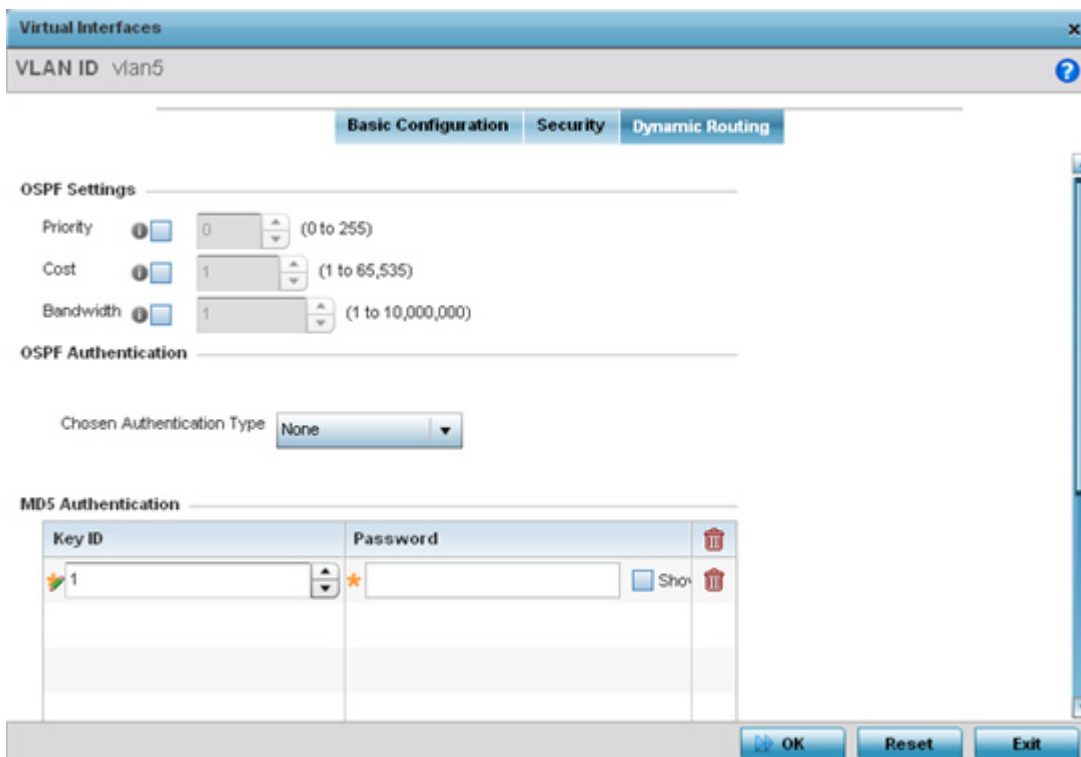 Virtual Interfaces
VLAN ID vlan5
Basic Configuration Security Dynamic Routing
OSPF Settings
Priority 0 (0 to 255)
Cost 1 (1 to 65,535)
Bandwidth 1 (1 to 10,000,000)
OSPF Authentication
Chosen Authentication Type None
MD5 Authentication
Key ID Password
1 Show
OK Reset Exit